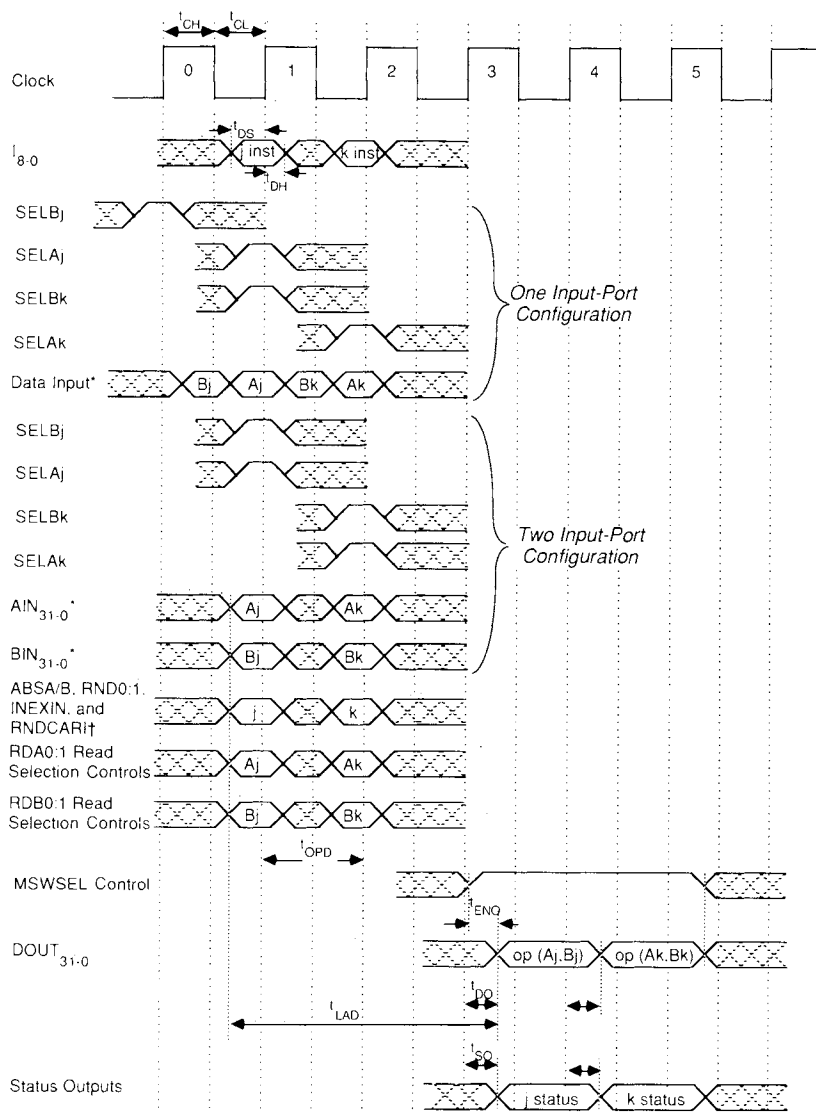 tCH tCL
Clock 0 1 2 3 4 5
tDS
I8-0 j inst k inst
tDH
SELBj
SELAj
SELBk
One Input-Port
Configuration
SELAk
Data Input* Bj Aj Bk Ak
SELBj
SELAj
SELBk
Two Input-Port
Configuration
SELAk
AIN31-0* Aj Ak
BIN31-0* Bj Bk
ABSA/B, RND0:1,
INEXIN, and
RNDCARI† j k
RDA0:1 Read
Selection Controls Aj Ak
RDB0:1 Read
Selection Controls Bj Bk
tOPD
MSWSEL Control
tENO
DOUT31-0 op (Aj,Bj) op (Ak,Bk)
tDO
tLAD
tSO
Status Outputs j status k status